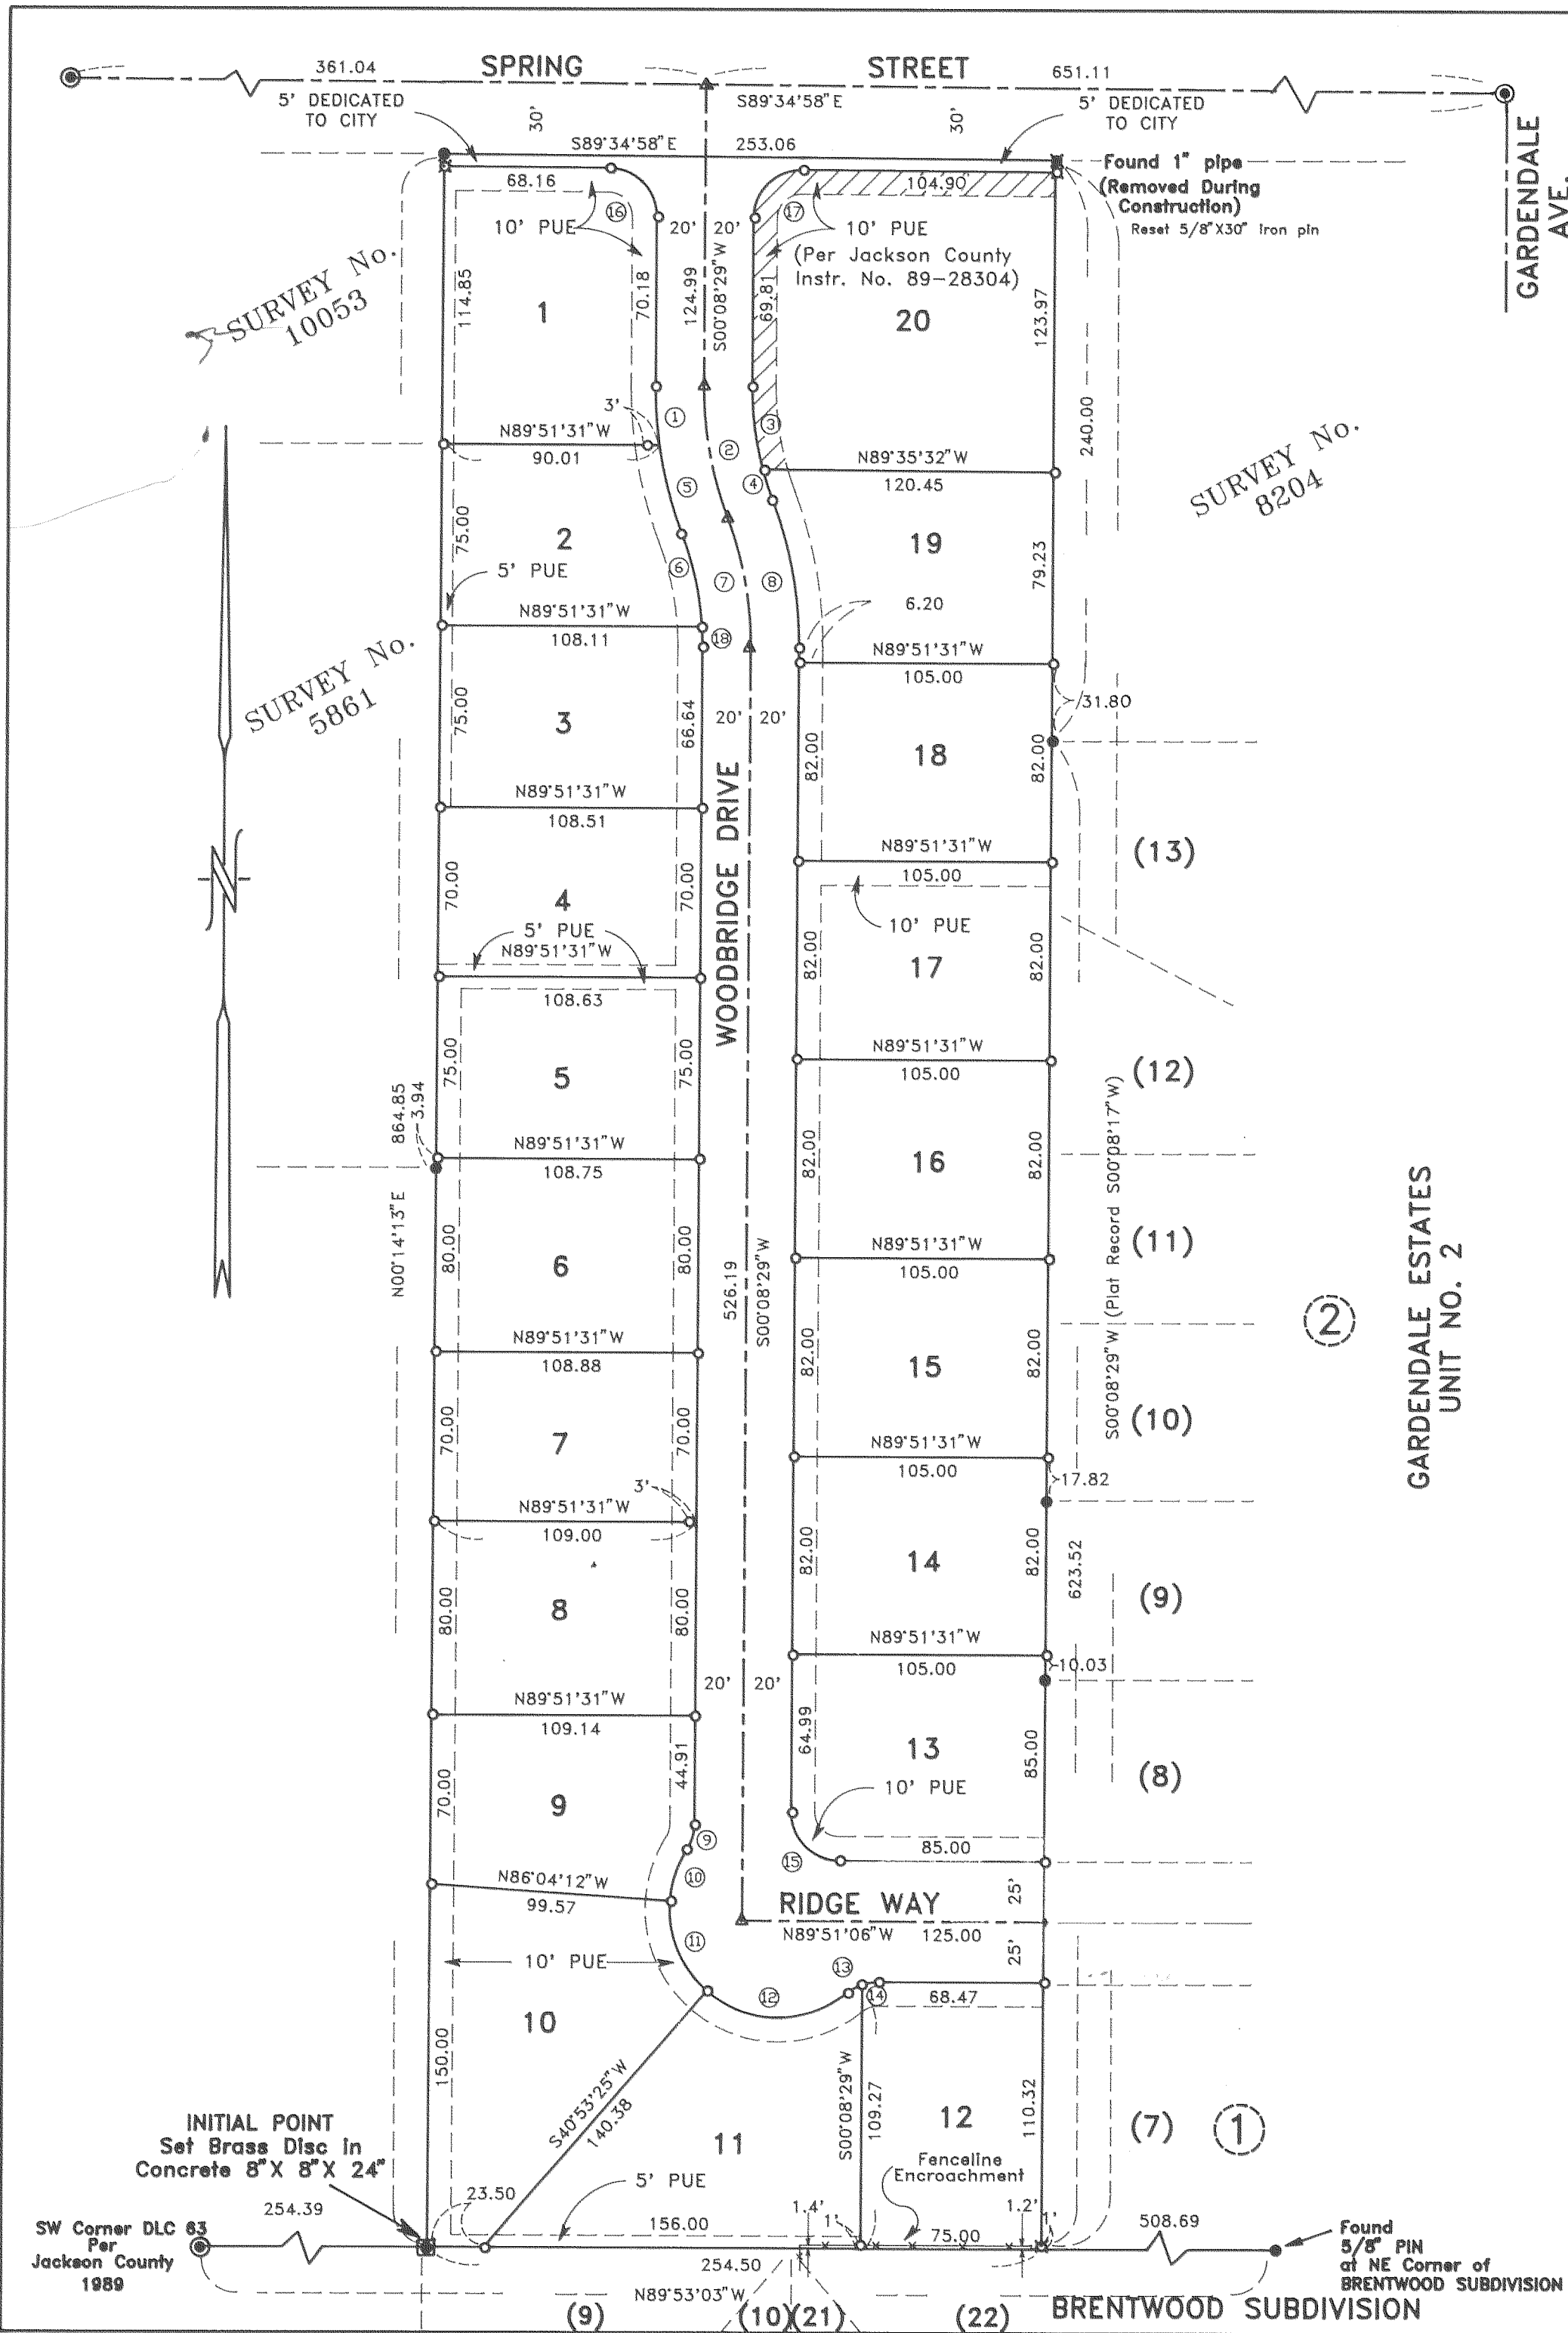 361.04
SPRING
STREET
651.11
S89°34'58"E
5' DEDICATED
TO CITY
30'
30'
5' DEDICATED
TO CITY
S89°34'58"E 253.06
GARDENDALE
AVE.
Found 1" pipe
(Removed During
Construction)
Reset 5/8"X30" Iron pin
68.16
104.90
16
17
10' PUE
20' 20'
10' PUE
(Per Jackson County
Instr. No. 89-28304)
SURVEY No.
10053
114.85
1
70.18
124.99
S00°08'29"W
69.81
20
123.97
240.00
3'
1
2
3
N89°51'31"W
90.01
N89°35'32"W
120.45
SURVEY No.
8204
5
4
75.00
2
19
79.23
5' PUE
6
7
8
6.20
N89°51'31"W
108.11
18
N89°51'31"W
105.00
SURVEY No.
5861
75.00
3
66.64
20' 20'
31.80
82.00
18
82.00
N89°51'31"W
108.51
WOODBRIDGE DRIVE
N89°51'31"W
105.00
(13)
N
70.00
4
70.00
10' PUE
5' PUE
N89°51'31"W
108.63
82.00
17
82.00
75.00
5
75.00
N89°51'31"W
105.00
(12)
864.85
3.94
N89°51'31"W
108.75
82.00
16
82.00
S00°08'29"W (Plat Record S00°08'17"W)
N00°14'13"E
80.00
6
80.00
526.19
S00°08'29"W
N89°51'31"W
105.00
(11)
GARDENDALE ESTATES
UNIT NO. 2
2
N89°51'31"W
108.88
82.00
15
82.00
70.00
7
70.00
(10)
N89°51'31"W
105.00
17.82
3'
N89°51'31"W
109.00
82.00
14
82.00
623.52
(9)
80.00
8
80.00
N89°51'31"W
105.00
10.03
20' 20'
N89°51'31"W
109.14
64.99
13
85.00
(8)
70.00
9
44.91
10' PUE
9
85.00
15
10
N86°04'12"W
99.57
25'
RIDGE WAY
N89°51'06"W 125.00
11
10' PUE
25'
13
12
14
68.47
10
150.00
S40°53'25"W
140.38
S00°08'29"W
109.27
12
110.32
(7)
1
INITIAL POINT
Set Brass Disc in
Concrete 8"X 8"X 24"
11
Fenceline
Encroachment
5' PUE
254.39
23.50
156.00
1.4'
1'
75.00
1.2'
1'
508.69
SW Corner DLC 63
Per
Jackson County
1989
Found
5/8" PIN
at NE Corner of
BRENTWOOD SUBDIVISION
254.50
N89°53'03"W
(9)
(10)
(21)
(22)
BRENTWOOD SUBDIVISION